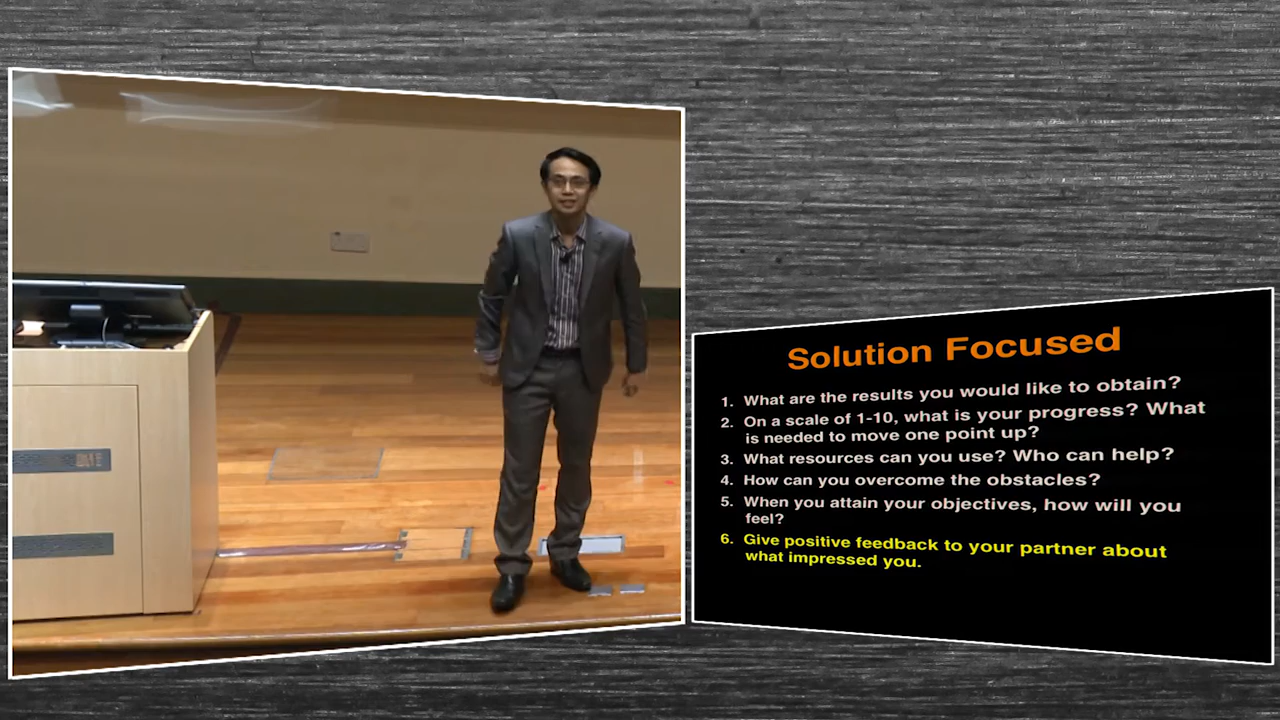 Solution Focused
1. What are the results you would like to obtain?
2. On a scale of 1-10, what is your progress? What
is needed to move one point up?
3. What resources can you use? Who can help?
4. How can you overcome the obstacles?
5. When you attain your objectives, how will you
feel?
6. Give positive feedback to your partner about
what impressed you.